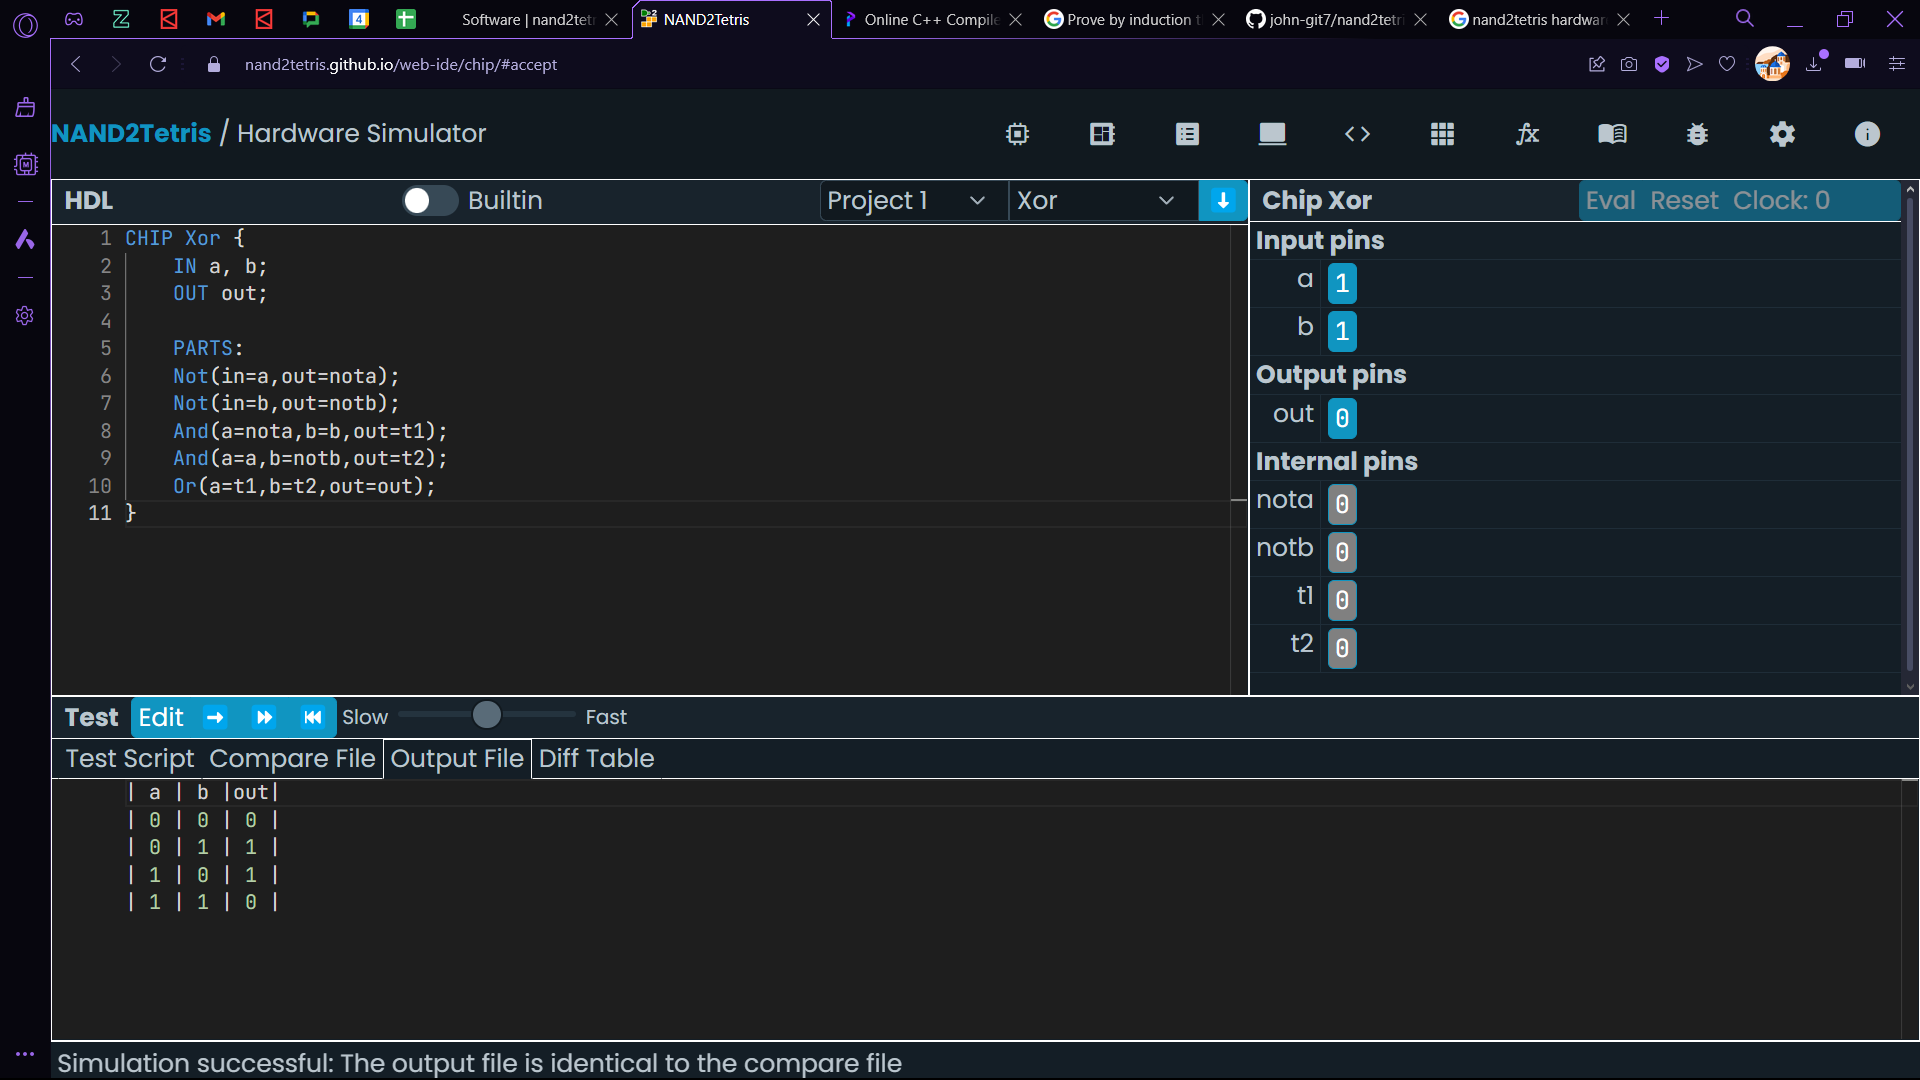 Software | nand2tetr
NAND2Tetris
Online C++ Compile
Prove by induction t
john-git7/nand2tetri
nand2tetris hardwar
nand2tetris.github.io/web-ide/chip/#accept
NAND2Tetris / Hardware Simulator
HDL
Builtin
Project 1
Xor
Chip Xor
Eval Reset Clock: 0
1 CHIP Xor {
2     IN a, b;
3     OUT out;
4
5     PARTS:
6     Not(in=a,out=nota);
7     Not(in=b,out=notb);
8     And(a=nota,b=b,out=t1);
9     And(a=a,b=notb,out=t2);
10     Or(a=t1,b=t2,out=out);
11 }
Input pins
a 1
b 1
Output pins
out 0
Internal pins
nota 0
notb 0
t1 0
t2 0
Test Edit Slow Fast
Test Script Compare File Output File Diff Table
| a | b |out|
| 0 | 0 | 0 |
| 0 | 1 | 1 |
| 1 | 0 | 1 |
| 1 | 1 | 0 |
Simulation successful: The output file is identical to the compare file